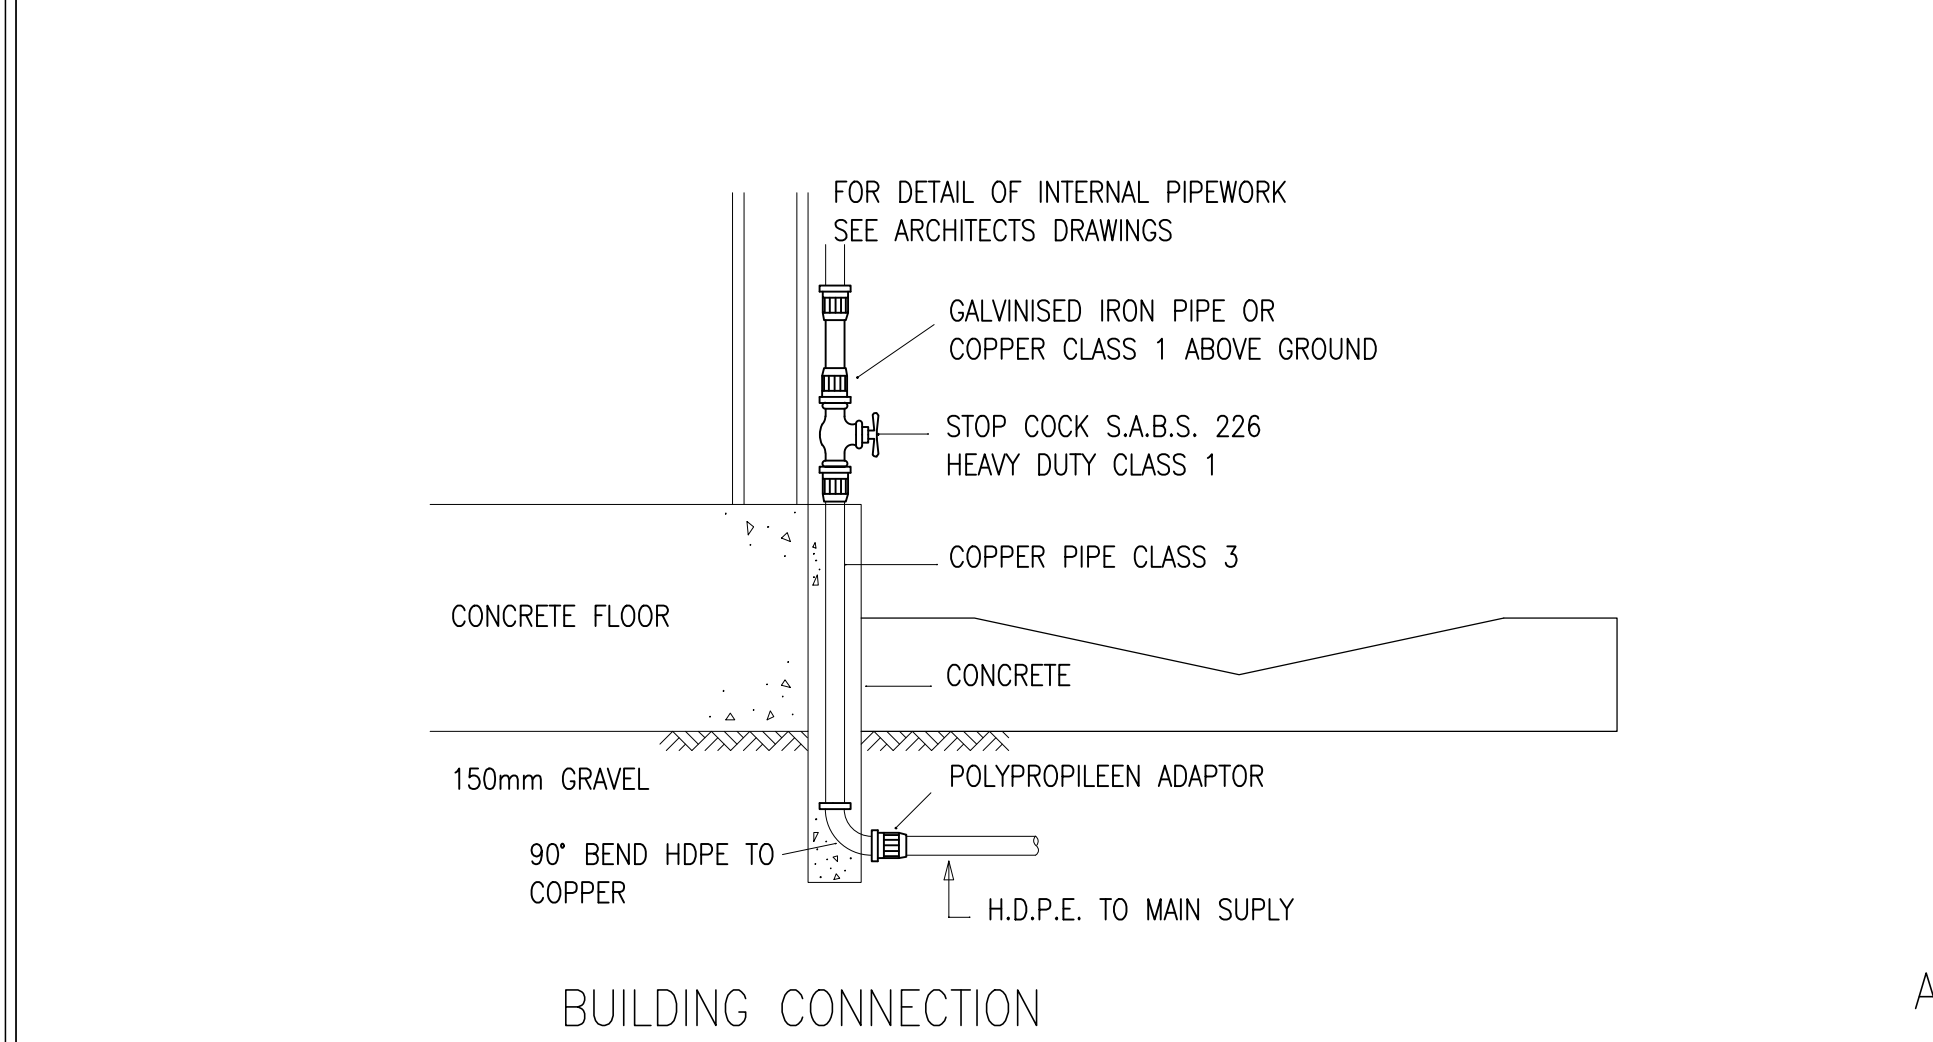 FOR DETAIL OF INTERNAL PIPEWORK
SEE ARCHITECTS DRAWINGS
GALVINISED IRON PIPE OR
COPPER CLASS 1 ABOVE GROUND
STOP COCK S.A.B.S. 226
HEAVY DUTY CLASS 1
COPPER PIPE CLASS 3
CONCRETE FLOOR
CONCRETE
150mm GRAVEL
POLYPROPILEEN ADAPTOR
90° BEND HDPE TO
COPPER
H.D.P.E. TO MAIN SUPLY
BUILDING CONNECTION
A